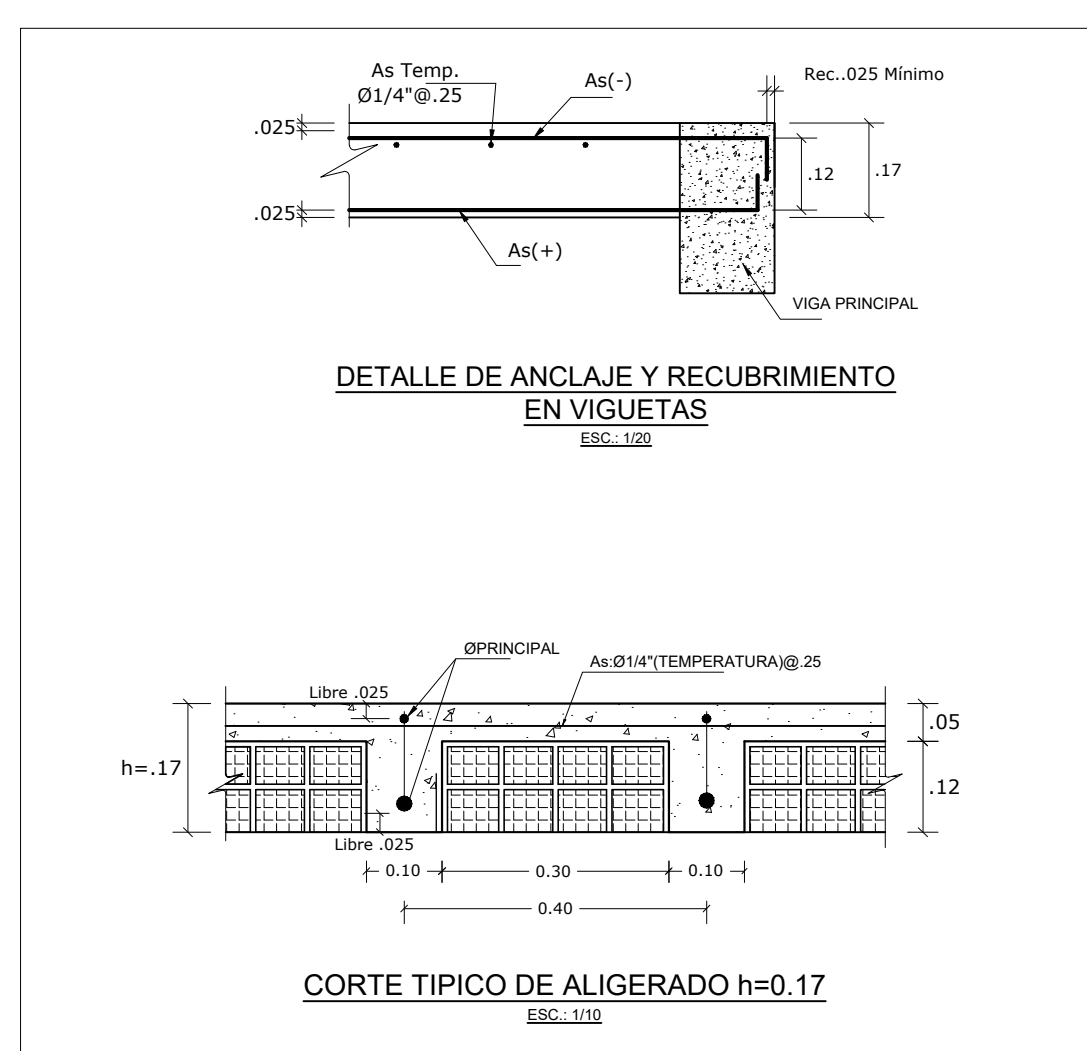 As Temp.
Ø1/4"@.25
As(-)
Rec..025 Mínimo
.025
.12
.17
.025
As(+)
VIGA PRINCIPAL
DETALLE DE ANCLAJE Y RECUBRIMIENTO
EN VIGUETAS
ESC.: 1/20
ØPRINCIPAL
As:Ø1/4"(TEMPERATURA)@.25
Libre .025
.05
h=.17
.12
Libre .025
0.10
0.30
0.10
0.40
CORTE TIPICO DE ALIGERADO h=0.17
ESC.: 1/10